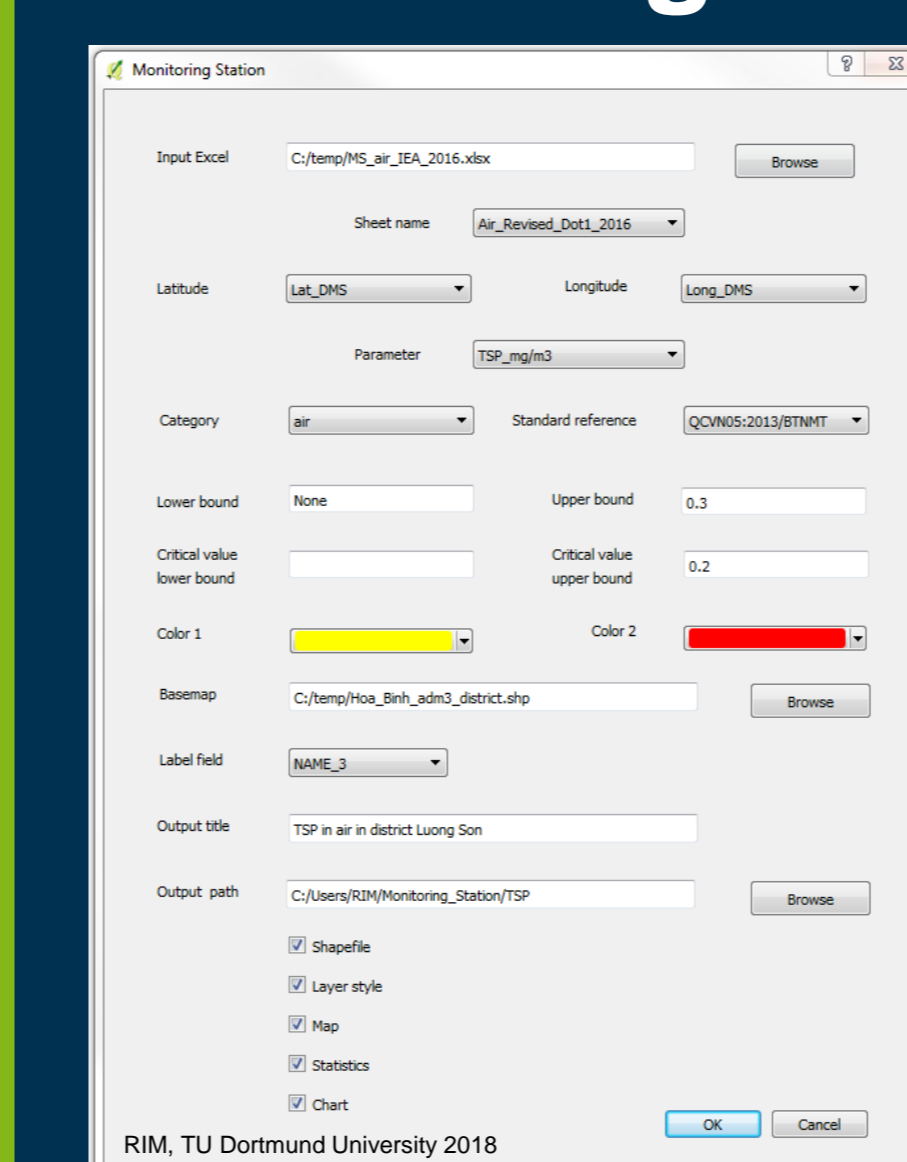 Monitoring Station
Input Excel C:/temp/MS_air_IEA_2016.xlsx Browse
Sheet name Air_Revised_Dot1_2016
Latitude Lat_DMS Longitude Long_DMS
Parameter TSP_mg/m3
Category air Standard reference QCVN05:2013/BTNMT
Lower bound None Upper bound 0.3
Critical value lower bound Critical value upper bound 0.2
Color 1 Color 2
Basemap C:/temp/Hoa_Binh_adm3_district.shp Browse
Label field NAME_3
Output title TSP in air in district Luong Son
Output path C:/Users/RIM/Monitoring_Station/TSP Browse
Shapefile
Layer style
Map
Statistics
Chart
OK Cancel
RIM, TU Dortmund University 2018